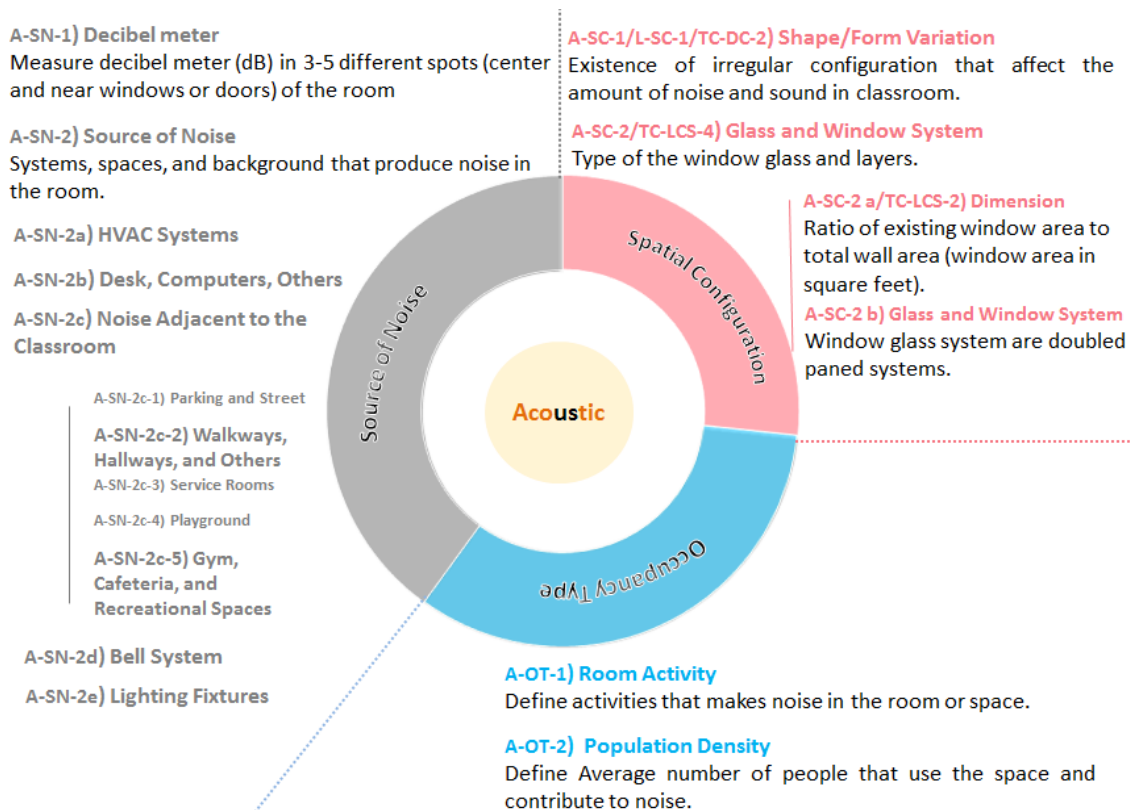 A-SN-1) Decibel meter
Measure decibel meter (dB) in 3-5 different spots (center
and near windows or doors) of the room
A-SN-2) Source of Noise
Systems, spaces, and background that produce noise in
the room.
A-SN-2a) HVAC Systems
A-SN-2b) Desk, Computers, Others
A-SN-2c) Noise Adjacent to the
Classroom
A-SN-2c-1) Parking and Street
A-SN-2c-2) Walkways,
Hallways, and Others
A-SN-2c-3) Service Rooms
A-SN-2c-4) Playground
A-SN-2c-5) Gym,
Cafeteria, and
Recreational Spaces
A-SN-2d) Bell System
A-SN-2e) Lighting Fixtures
A-SC-1/L-SC-1/TC-DC-2) Shape/Form Variation
Existence of irregular configuration that affect the
amount of noise and sound in classroom.
A-SC-2/TC-LCS-4) Glass and Window System
Type of the window glass and layers.
A-SC-2 a/TC-LCS-2) Dimension
Ratio of existing window area to
total wall area (window area in
square feet).
A-SC-2 b) Glass and Window System
Window glass system are doubled
paned systems.
Source of Noise
Spatial Configuration
Occupancy Type
Acoustic
A-OT-1) Room Activity
Define activities that makes noise in the room or space.
A-OT-2) Population Density
Define Average number of people that use the space and
contribute to noise.